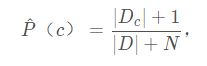 P̂（c）= |D_c| + 1 / |D| + N ,